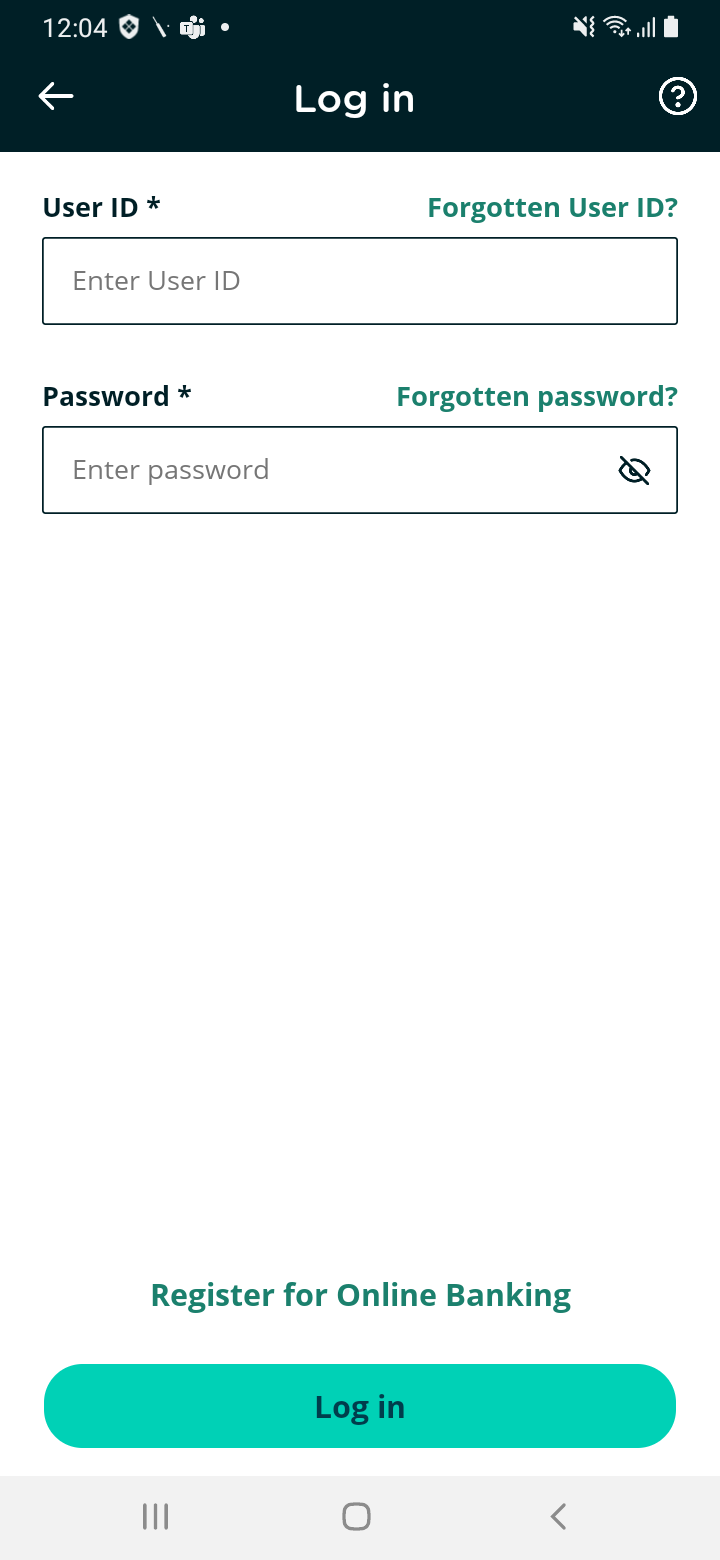 12:04
Log in
User ID * Forgotten User ID?
Enter User ID
Password * Forgotten password?
Enter password
Register for Online Banking
Log in